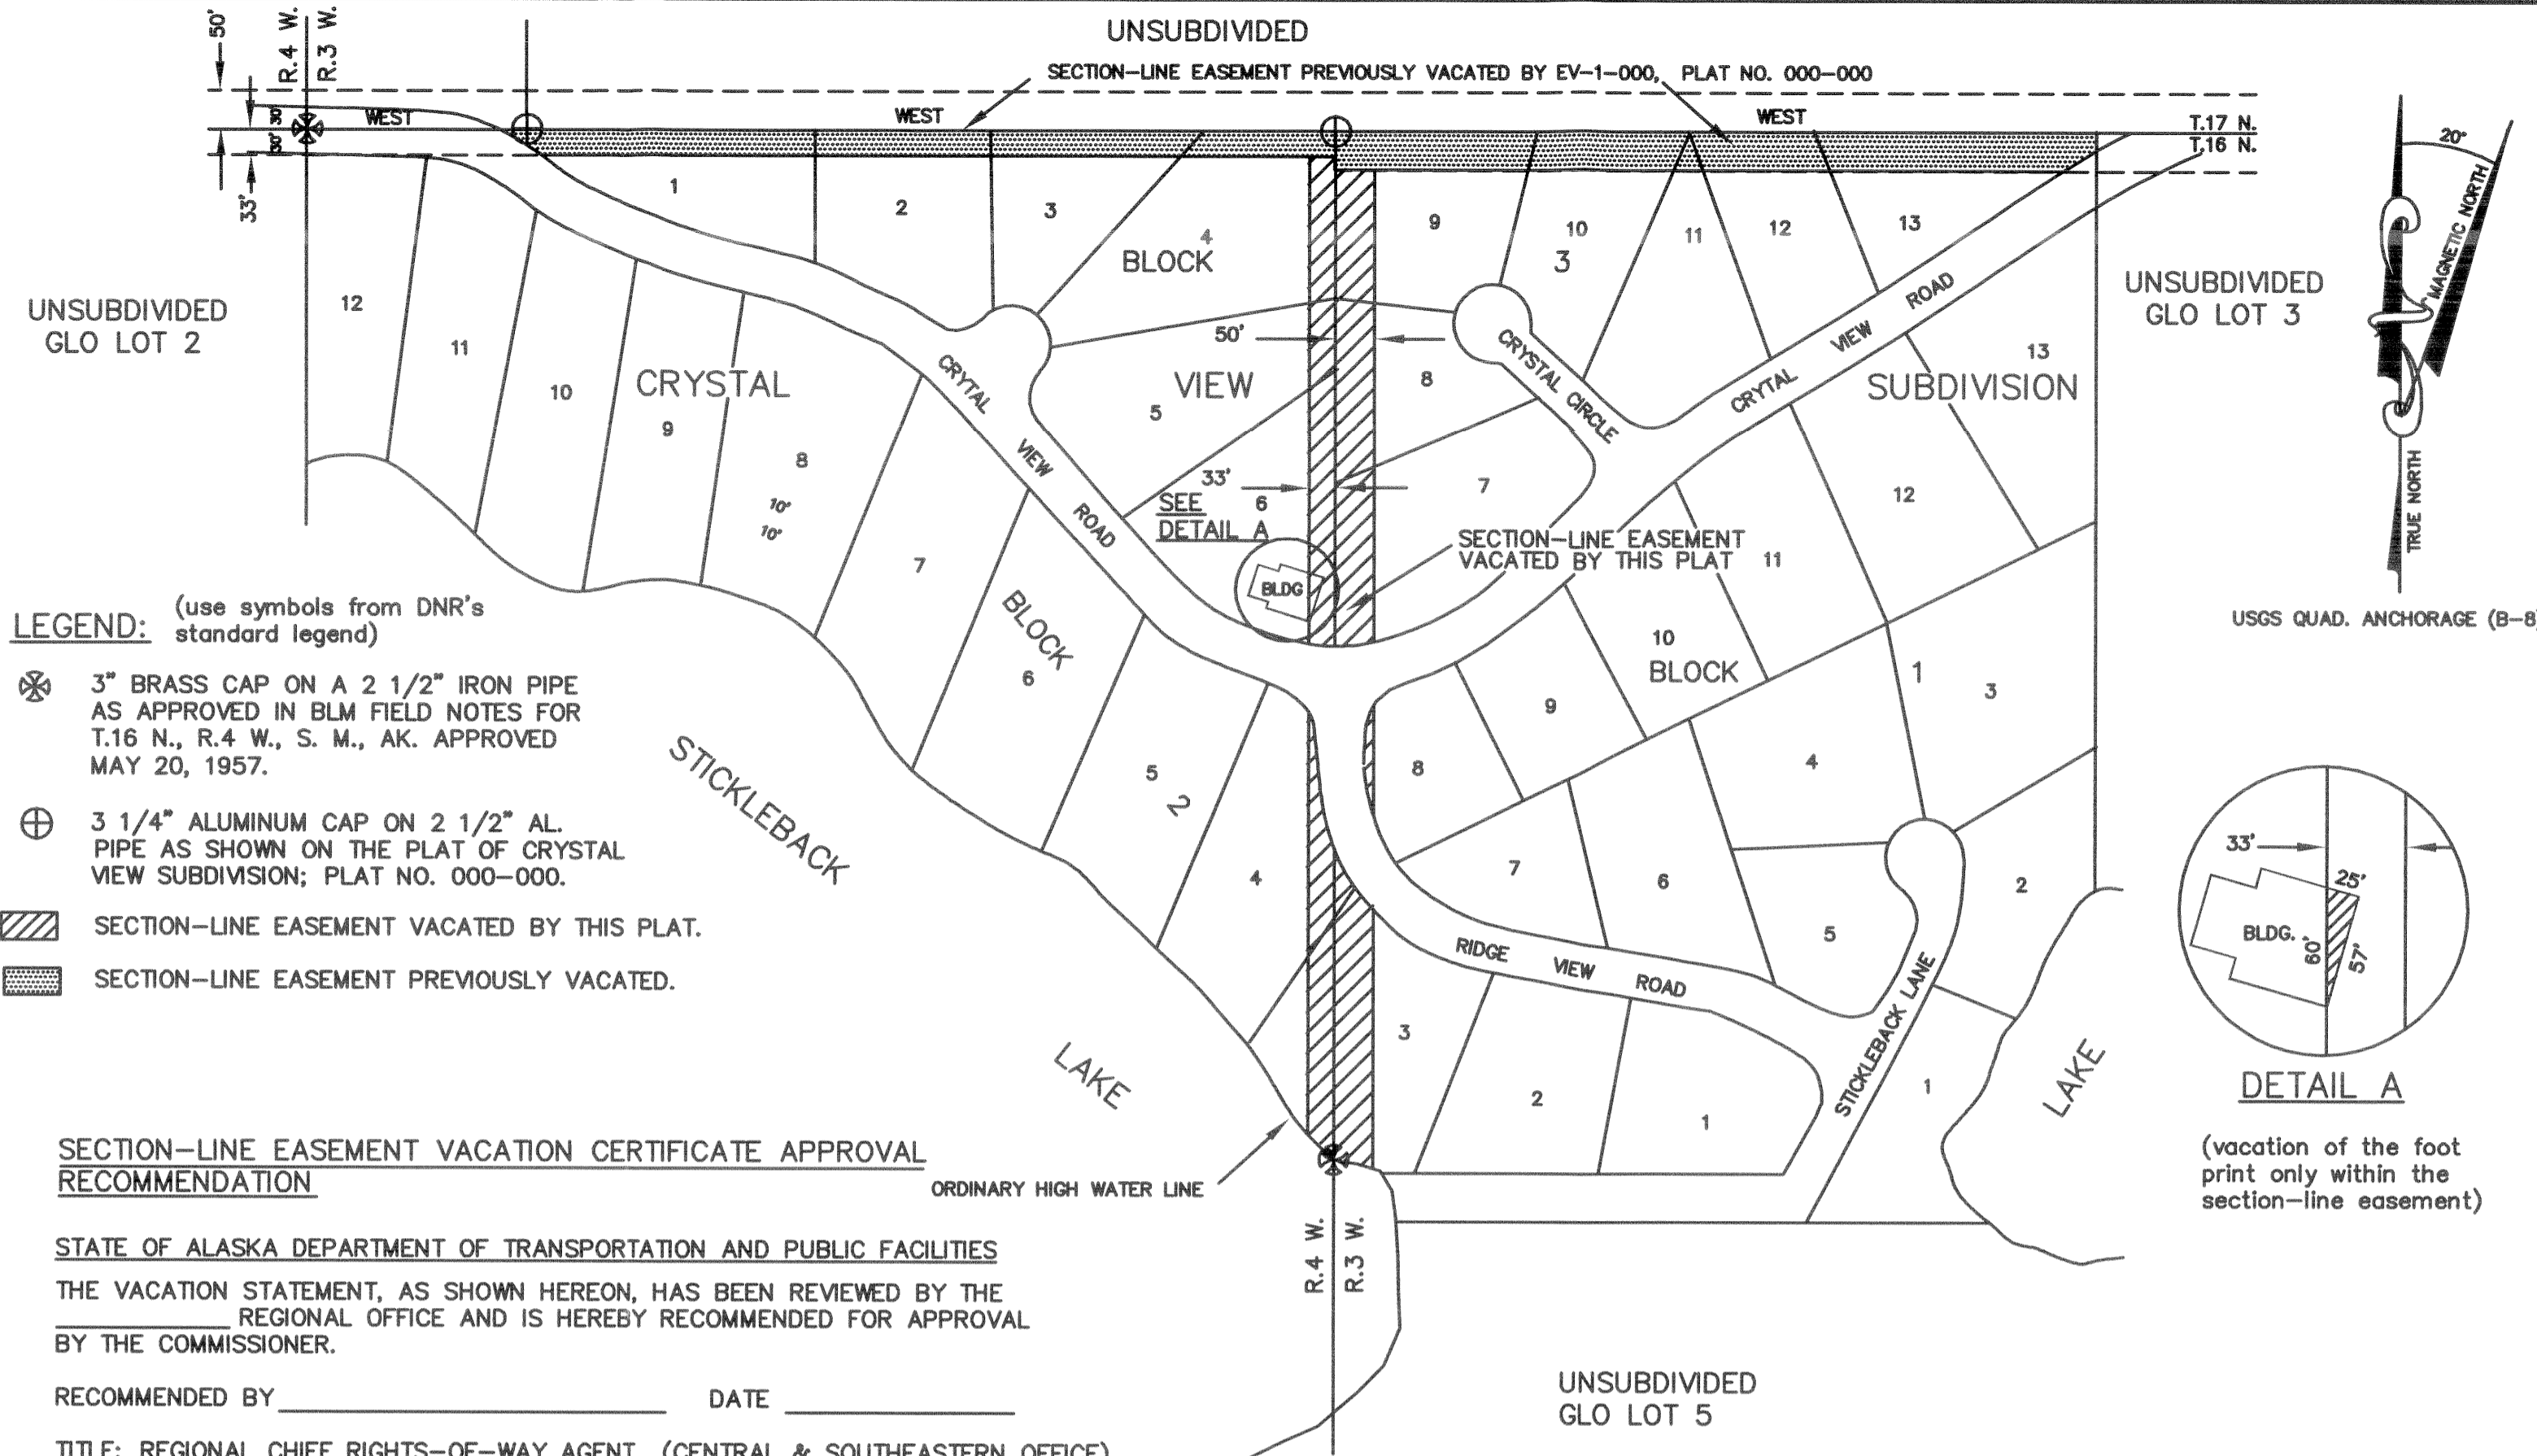 UNSUBDIVIDED
SECTION-LINE EASEMENT PREVIOUSLY VACATED BY EV-1-000, PLAT NO. 000-000
50'
R.4 W.
R.3 W.
30'
30'
33'
WEST
WEST
WEST
T.17 N.
T.16 N.
20°
MAGNETIC NORTH
TRUE NORTH
USGS QUAD. ANCHORAGE (B-8)
UNSUBDIVIDED
GLO LOT 2
UNSUBDIVIDED
GLO LOT 3
1
2
3
4
BLOCK
3
9
10
11
12
13
12
11
10
9
8
10'
10'
7
6
5
4
CRYSTAL
VIEW
SUBDIVISION
CRYTAL VIEW ROAD
CRYSTAL CIRCLE
CRYTAL VIEW ROAD
50'
5
8
33'
6
7
SEE
DETAIL A
BLDG
SECTION-LINE EASEMENT
VACATED BY THIS PLAT
13
12
11
10
BLOCK
1
9
8
3
4
7
6
5
2
BLOCK
2
STICKLEBACK
LAKE
RIDGE VIEW ROAD
STICKLEBACK LANE
3
2
1
1
LAKE
LEGEND:
(use symbols from DNR's
standard legend)
3" BRASS CAP ON A 2 1/2" IRON PIPE
AS APPROVED IN BLM FIELD NOTES FOR
T.16 N., R.4 W., S. M., AK. APPROVED
MAY 20, 1957.
3 1/4" ALUMINUM CAP ON 2 1/2" AL.
PIPE AS SHOWN ON THE PLAT OF CRYSTAL
VIEW SUBDIVISION; PLAT NO. 000-000.
SECTION-LINE EASEMENT VACATED BY THIS PLAT.
SECTION-LINE EASEMENT PREVIOUSLY VACATED.
33'
25'
BLDG.
60'
57'
DETAIL A
(vacation of the foot
print only within the
section-line easement)
ORDINARY HIGH WATER LINE
R.4 W.
R.3 W.
UNSUBDIVIDED
GLO LOT 5
SECTION-LINE EASEMENT VACATION CERTIFICATE APPROVAL
RECOMMENDATION
STATE OF ALASKA DEPARTMENT OF TRANSPORTATION AND PUBLIC FACILITIES
THE VACATION STATEMENT, AS SHOWN HEREON, HAS BEEN REVIEWED BY THE
____________ REGIONAL OFFICE AND IS HEREBY RECOMMENDED FOR APPROVAL
BY THE COMMISSIONER.
RECOMMENDED BY ____________ DATE ____________
TITLE: REGIONAL CHIEF RIGHTS-OF-WAY AGENT (CENTRAL & SOUTHEASTERN OFFICE)